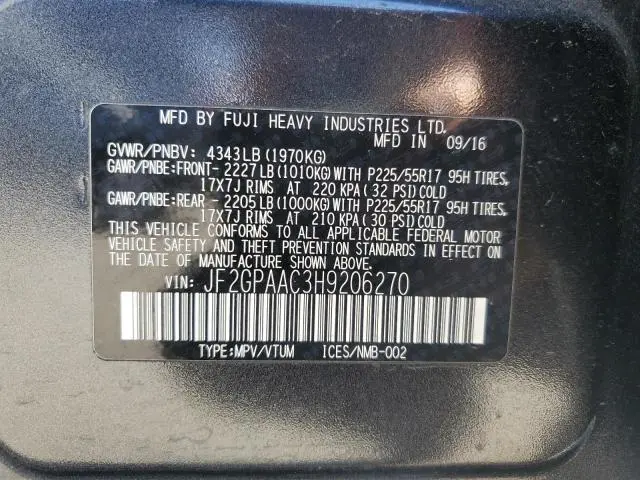 MFD BY FUJI HEAVY INDUSTRIES LTD.
MFD IN 09/16
GVWR/PNBV: 4343LB (1970KG)
GAWR/PNBE:FRONT- 2227 LB (1010KG) WITH P225/55R17 95H TIRES,
17X7J RIMS AT 220 KPA (32 PSI) COLD
GAWR/PNBE:REAR - 2205 LB (1000KG) WITH P225/55R17 95H TIRES,
17X7J RIMS AT 210 KPA (30 PSI) COLD
THIS VEHICLE CONFORMS TO ALL APPLICABLE FEDERAL MOTOR
VEHICLE SAFETY AND THEFT PREVENTION STANDARDS IN EFFECT
ON THE DATE OF MANUFACTURE SHOWN ABOVE.
VIN: JF2GPAAC3H9206270
TYPE:MPV/VTUM ICES/NMB-002